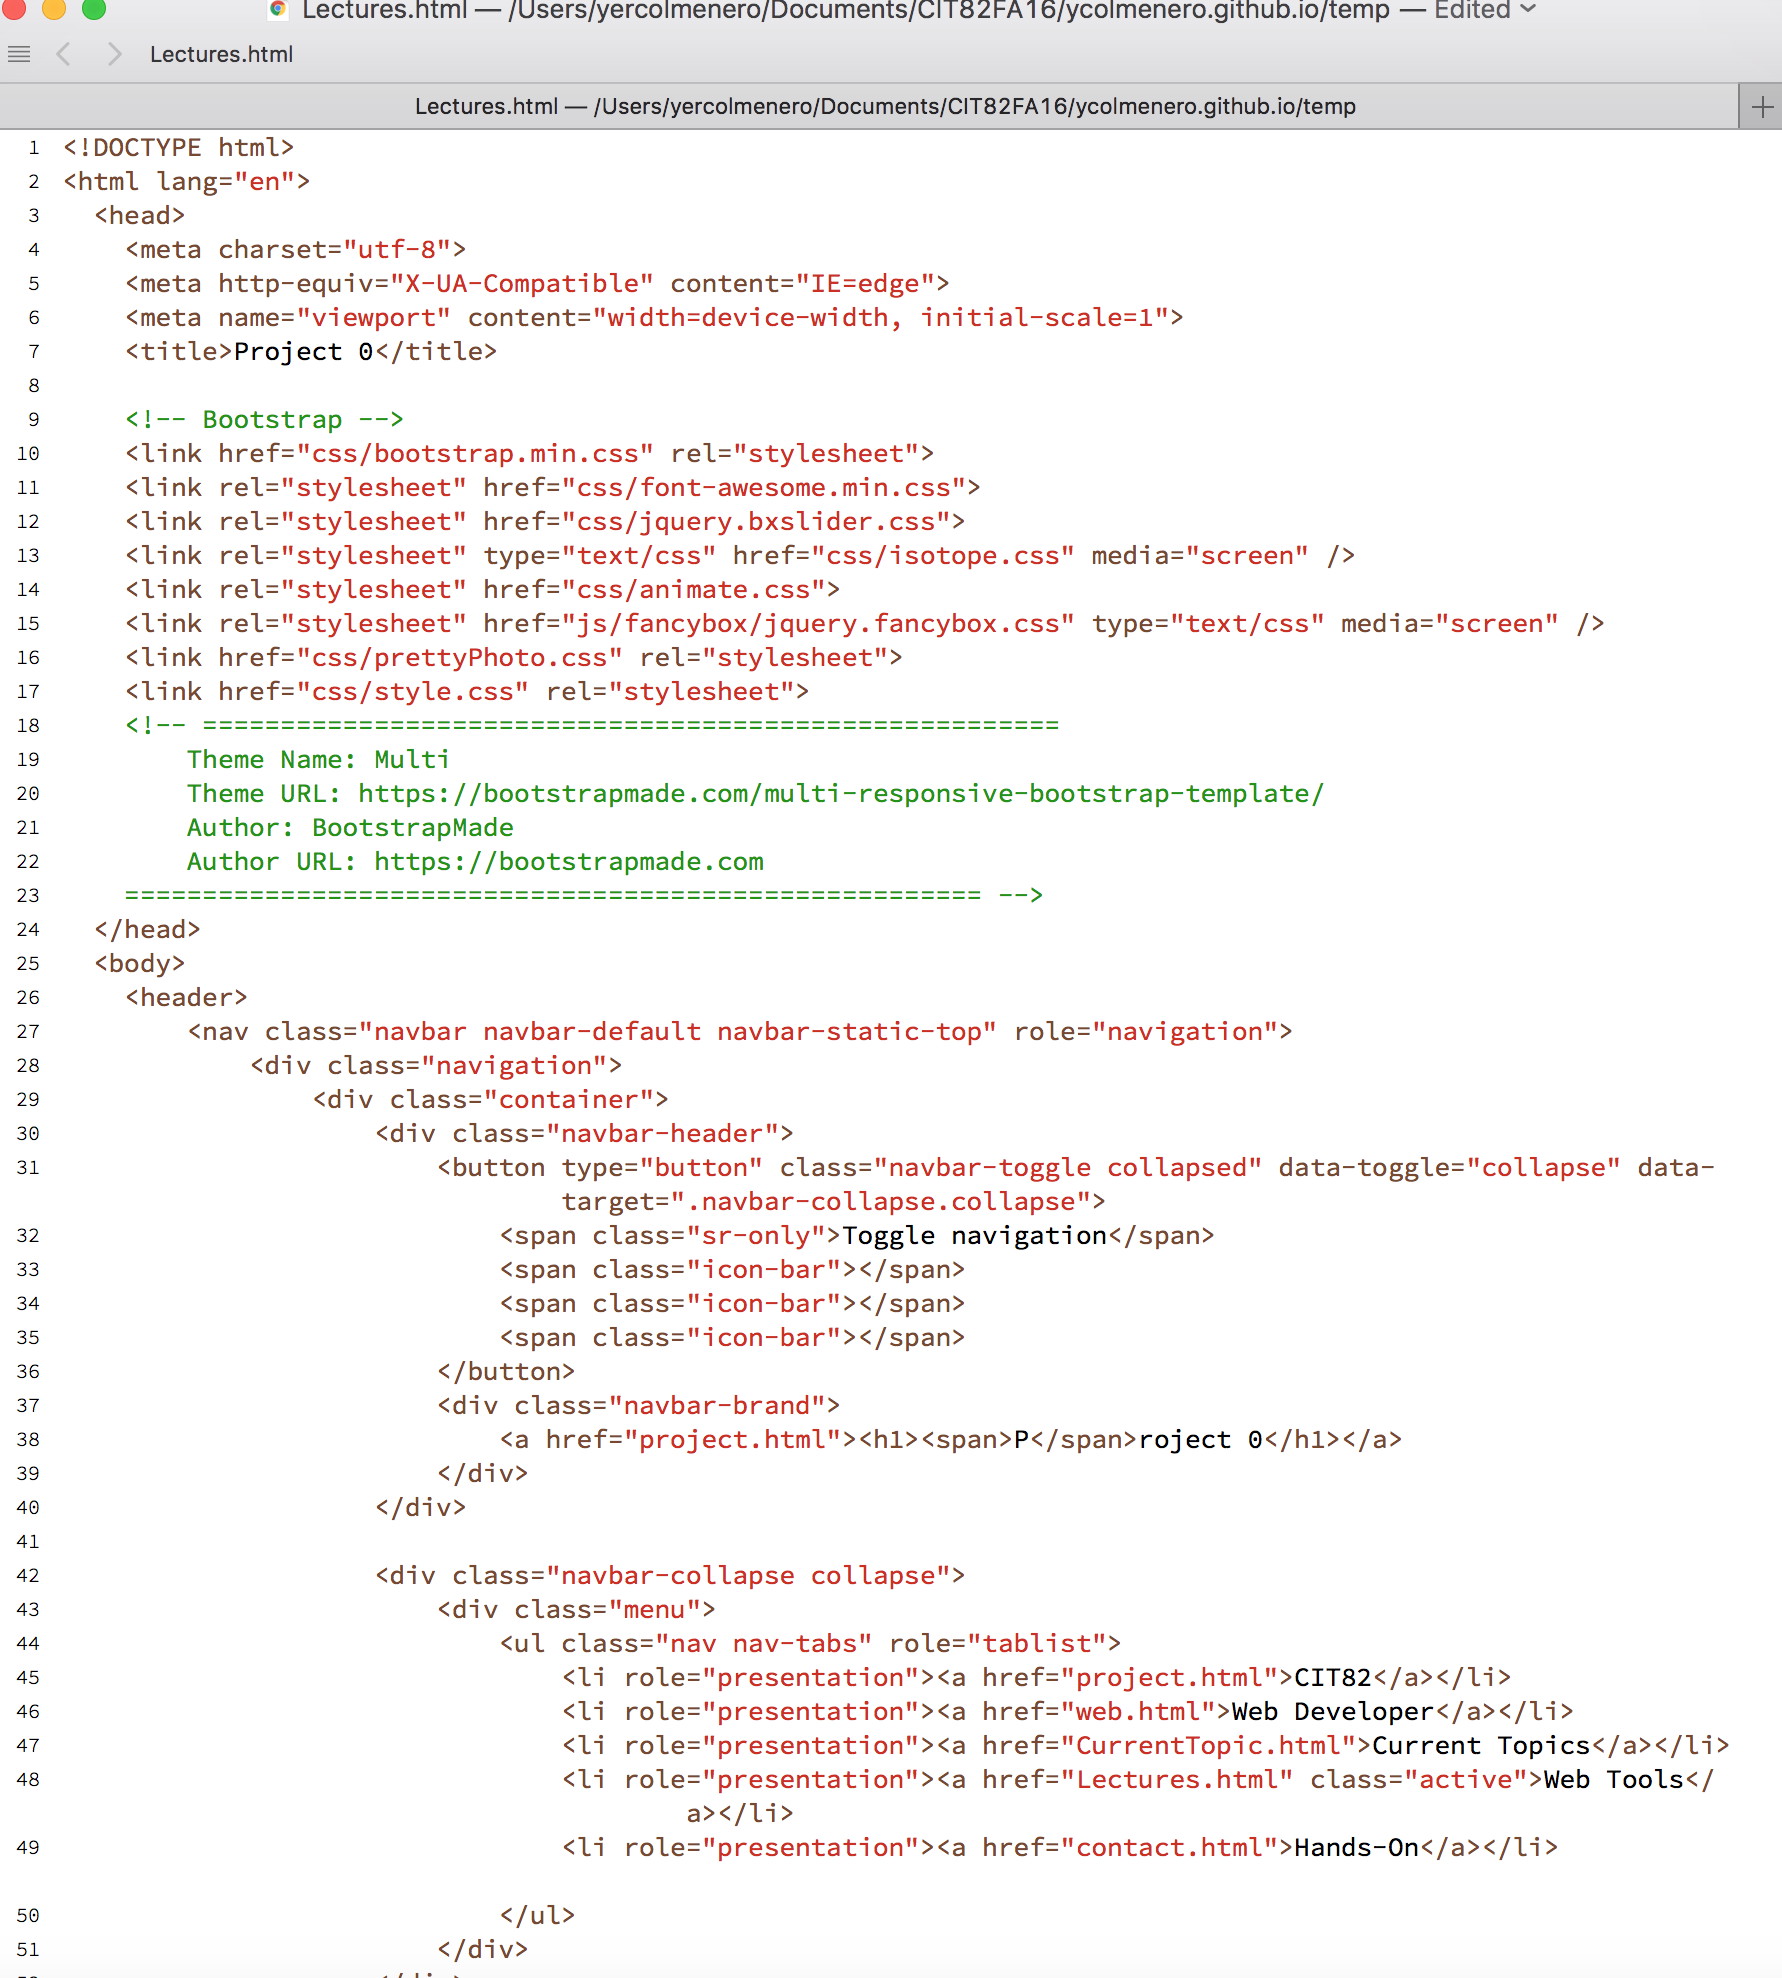 Lectures.html — /Users/yercolmenero/Documents/CIT82FA16/ycolmenero.github.io/temp — Edited
Lectures.html
Lectures.html — /Users/yercolmenero/Documents/CIT82FA16/ycolmenero.github.io/temp
1 <!DOCTYPE html>
2 <html lang="en">
3   <head>
4     <meta charset="utf-8">
5     <meta http-equiv="X-UA-Compatible" content="IE=edge">
6     <meta name="viewport" content="width=device-width, initial-scale=1">
7     <title>Project 0</title>
8
9     <!-- Bootstrap -->
10     <link href="css/bootstrap.min.css" rel="stylesheet">
11     <link rel="stylesheet" href="css/font-awesome.min.css">
12     <link rel="stylesheet" href="css/jquery.bxslider.css">
13     <link rel="stylesheet" type="text/css" href="css/isotope.css" media="screen" />
14     <link rel="stylesheet" href="css/animate.css">
15     <link rel="stylesheet" href="js/fancybox/jquery.fancybox.css" type="text/css" media="screen" />
16     <link href="css/prettyPhoto.css" rel="stylesheet">
17     <link href="css/style.css" rel="stylesheet">
18     <!-- =======================================================
19         Theme Name: Multi
20         Theme URL: https://bootstrapmade.com/multi-responsive-bootstrap-template/
21         Author: BootstrapMade
22         Author URL: https://bootstrapmade.com
23     ======================================================= -->
24   </head>
25   <body>
26     <header>
27         <nav class="navbar navbar-default navbar-static-top" role="navigation">
28             <div class="navigation">
29                 <div class="container">
30                     <div class="navbar-header">
31                         <button type="button" class="navbar-toggle collapsed" data-toggle="collapse" data-
target=".navbar-collapse.collapse">
32                             <span class="sr-only">Toggle navigation</span>
33                             <span class="icon-bar"></span>
34                             <span class="icon-bar"></span>
35                             <span class="icon-bar"></span>
36                         </button>
37                         <div class="navbar-brand">
38                             <a href="project.html"><h1><span>P</span>roject 0</h1></a>
39                         </div>
40                     </div>
41
42                     <div class="navbar-collapse collapse">
43                         <div class="menu">
44                             <ul class="nav nav-tabs" role="tablist">
45                                 <li role="presentation"><a href="project.html">CIT82</a></li>
46                                 <li role="presentation"><a href="web.html">Web Developer</a></li>
47                                 <li role="presentation"><a href="CurrentTopic.html">Current Topics</a></li>
48                                 <li role="presentation"><a href="Lectures.html" class="active">Web Tools</
a></li>
49                                 <li role="presentation"><a href="contact.html">Hands-On</a></li>
50                             </ul>
51                         </div>